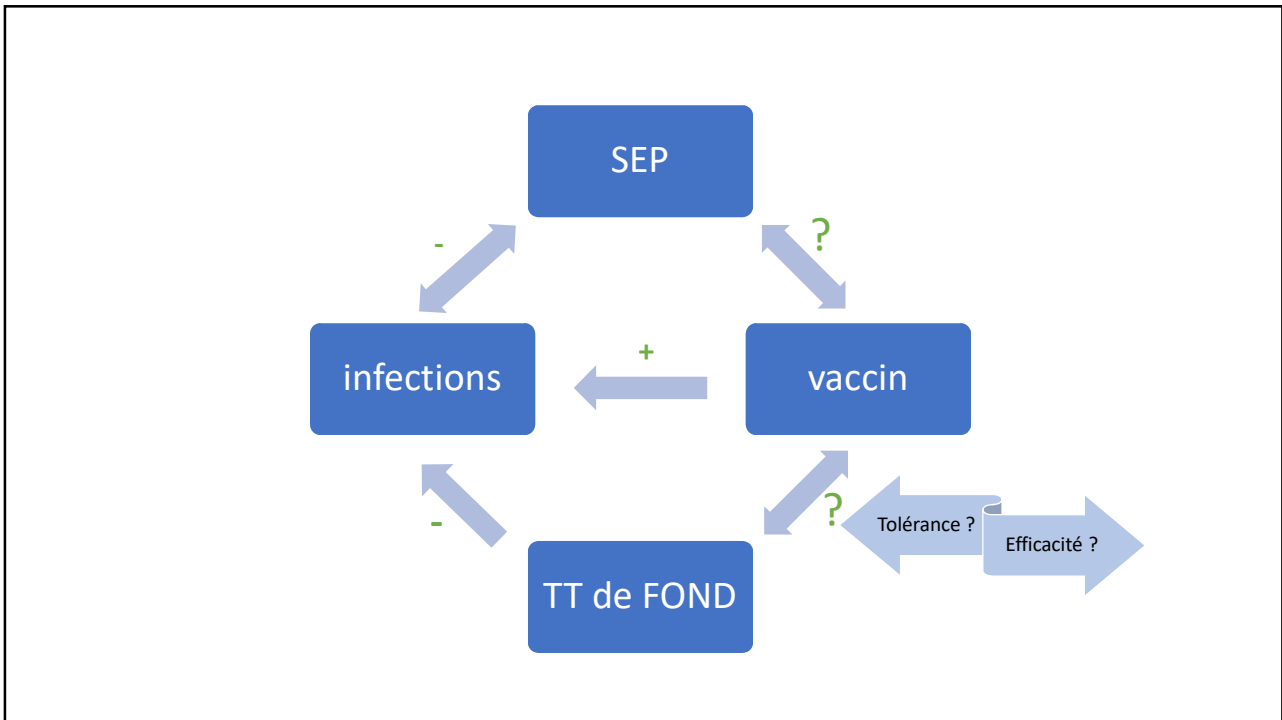 SEP
-
?
infections
+
vaccin
-
?
Tolérance ?
Efficacité ?
TT de FOND